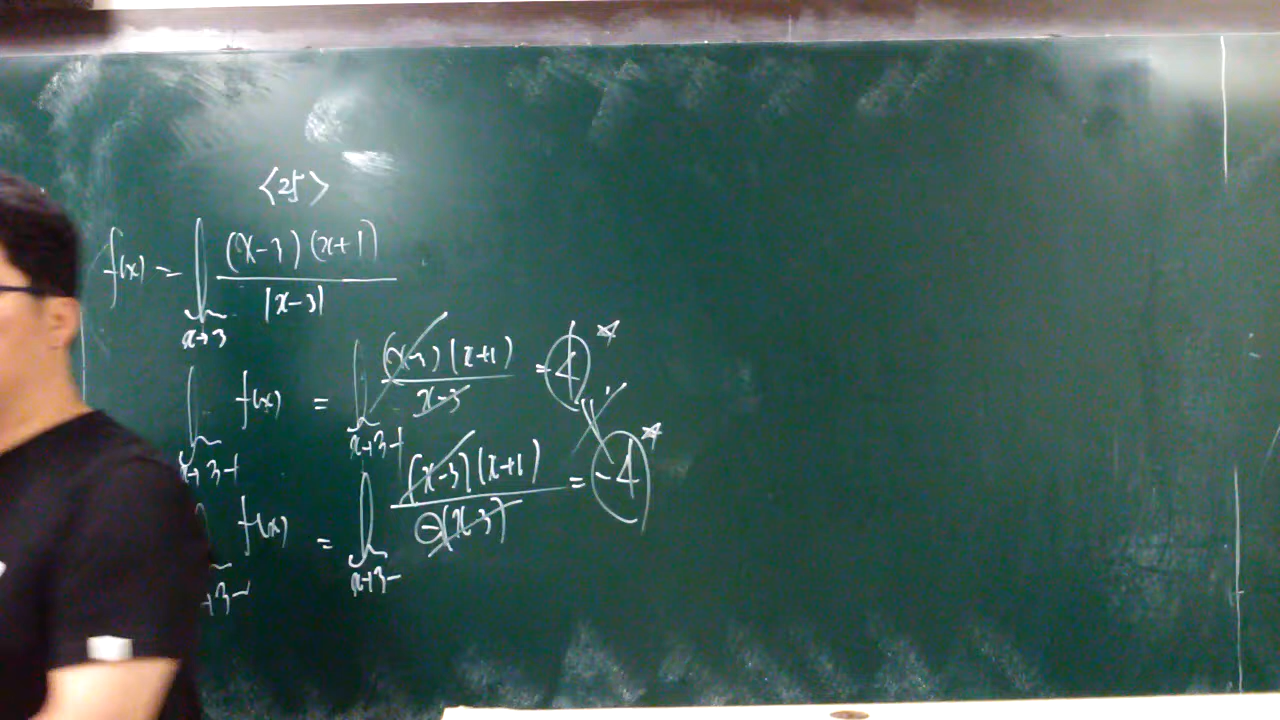 <25>
f(x) = lim x→3 (x-3)(x+1) / |x-3|
lim x→3+ f(x) = lim x→3+ (x-3)(x+1) / x-3 = 4 ☆
≠
lim x→3- f(x) = lim x→3- (x-3)(x+1) / -(x-3) = -4 ☆